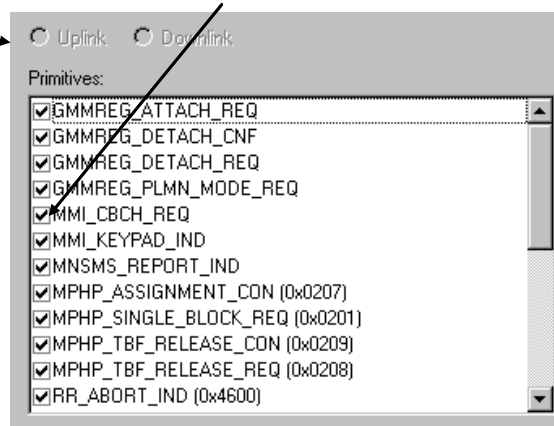 Uplink Downlink
Primitives:
GMMREG_ATTACH_REQ
GMMREG_DETACH_CNF
GMMREG_DETACH_REQ
GMMREG_PLMN_MODE_REQ
MMI_CBCH_REQ
MMI_KEYPAD_IND
MNSMS_REPORT_IND
MPHP_ASSIGNMENT_CON (0x0207)
MPHP_SINGLE_BLOCK_REQ (0x0201)
MPHP_TBF_RELEASE_CON (0x0209)
MPHP_TBF_RELEASE_REQ (0x0208)
RR_ABORT_IND (0x4600)